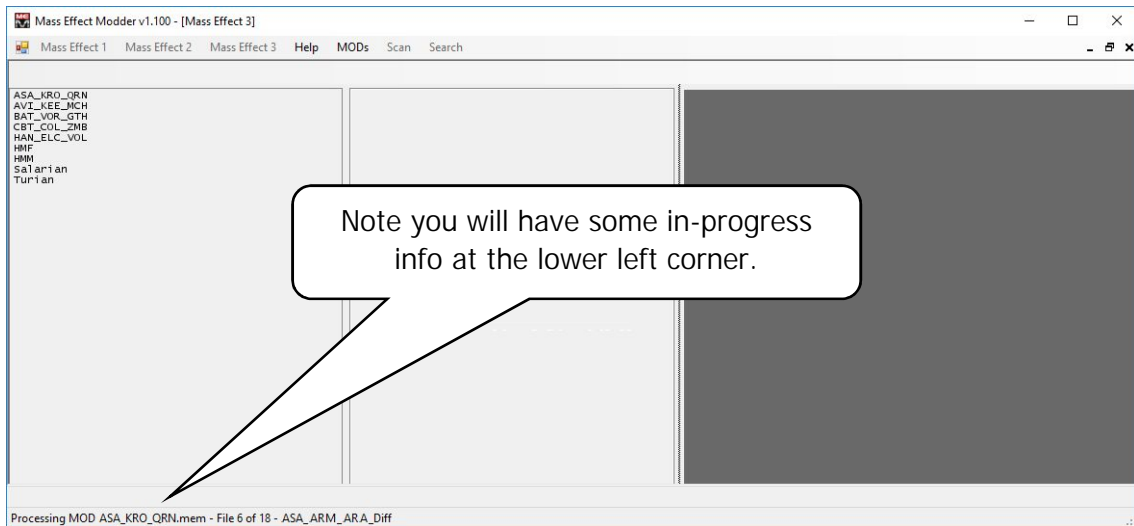 Mass Effect Modder v1.100 - [Mass Effect 3]
Mass Effect 1 Mass Effect 2 Mass Effect 3 Help MODs Scan Search
ASA_KRO_QRN
AVI_KEE_MCH
BAT_VOR_GTH
CBT_COL_ZMB
HAN_ELC_VOL
HMF
HMM
Salarian
Turian
Note you will have some in-progress
info at the lower left corner.
Processing MOD ASA_KRO_QRN.mem - File 6 of 18 - ASA_ARM_ARA_Diff